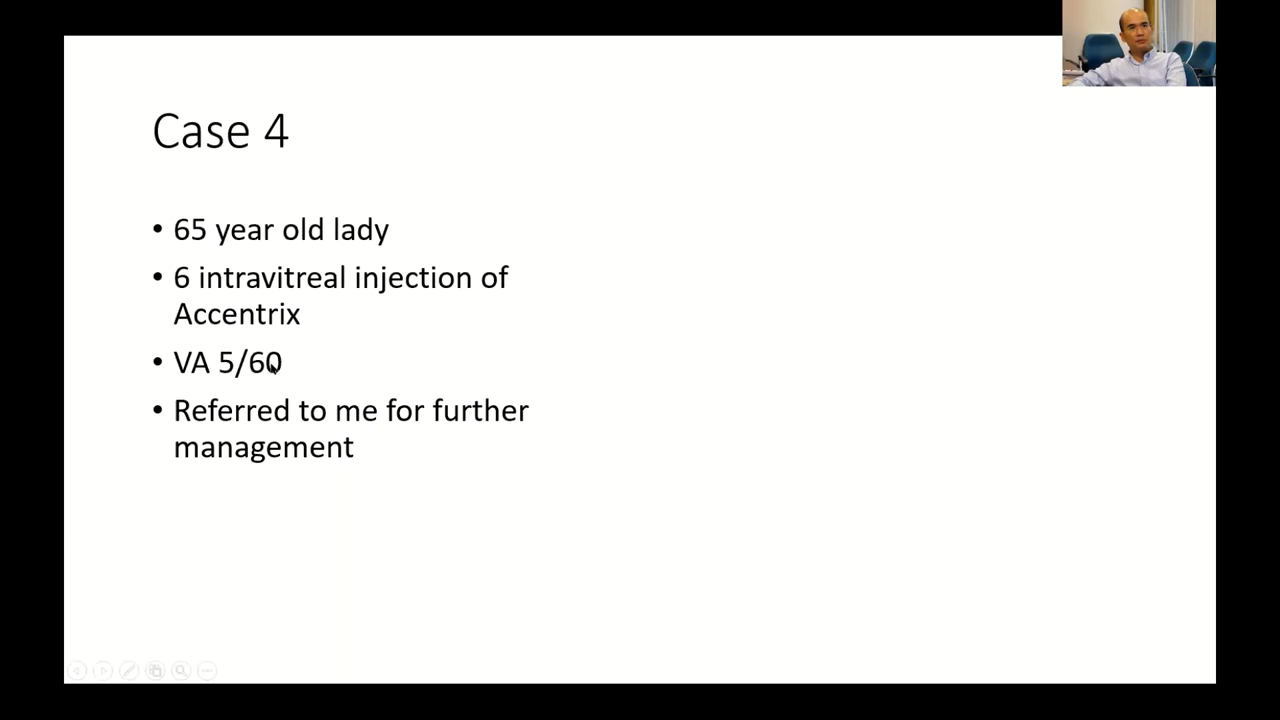 Case 4
• 65 year old lady
• 6 intravitreal injection of
Accentrix
• VA 5/60
• Referred to me for further
management